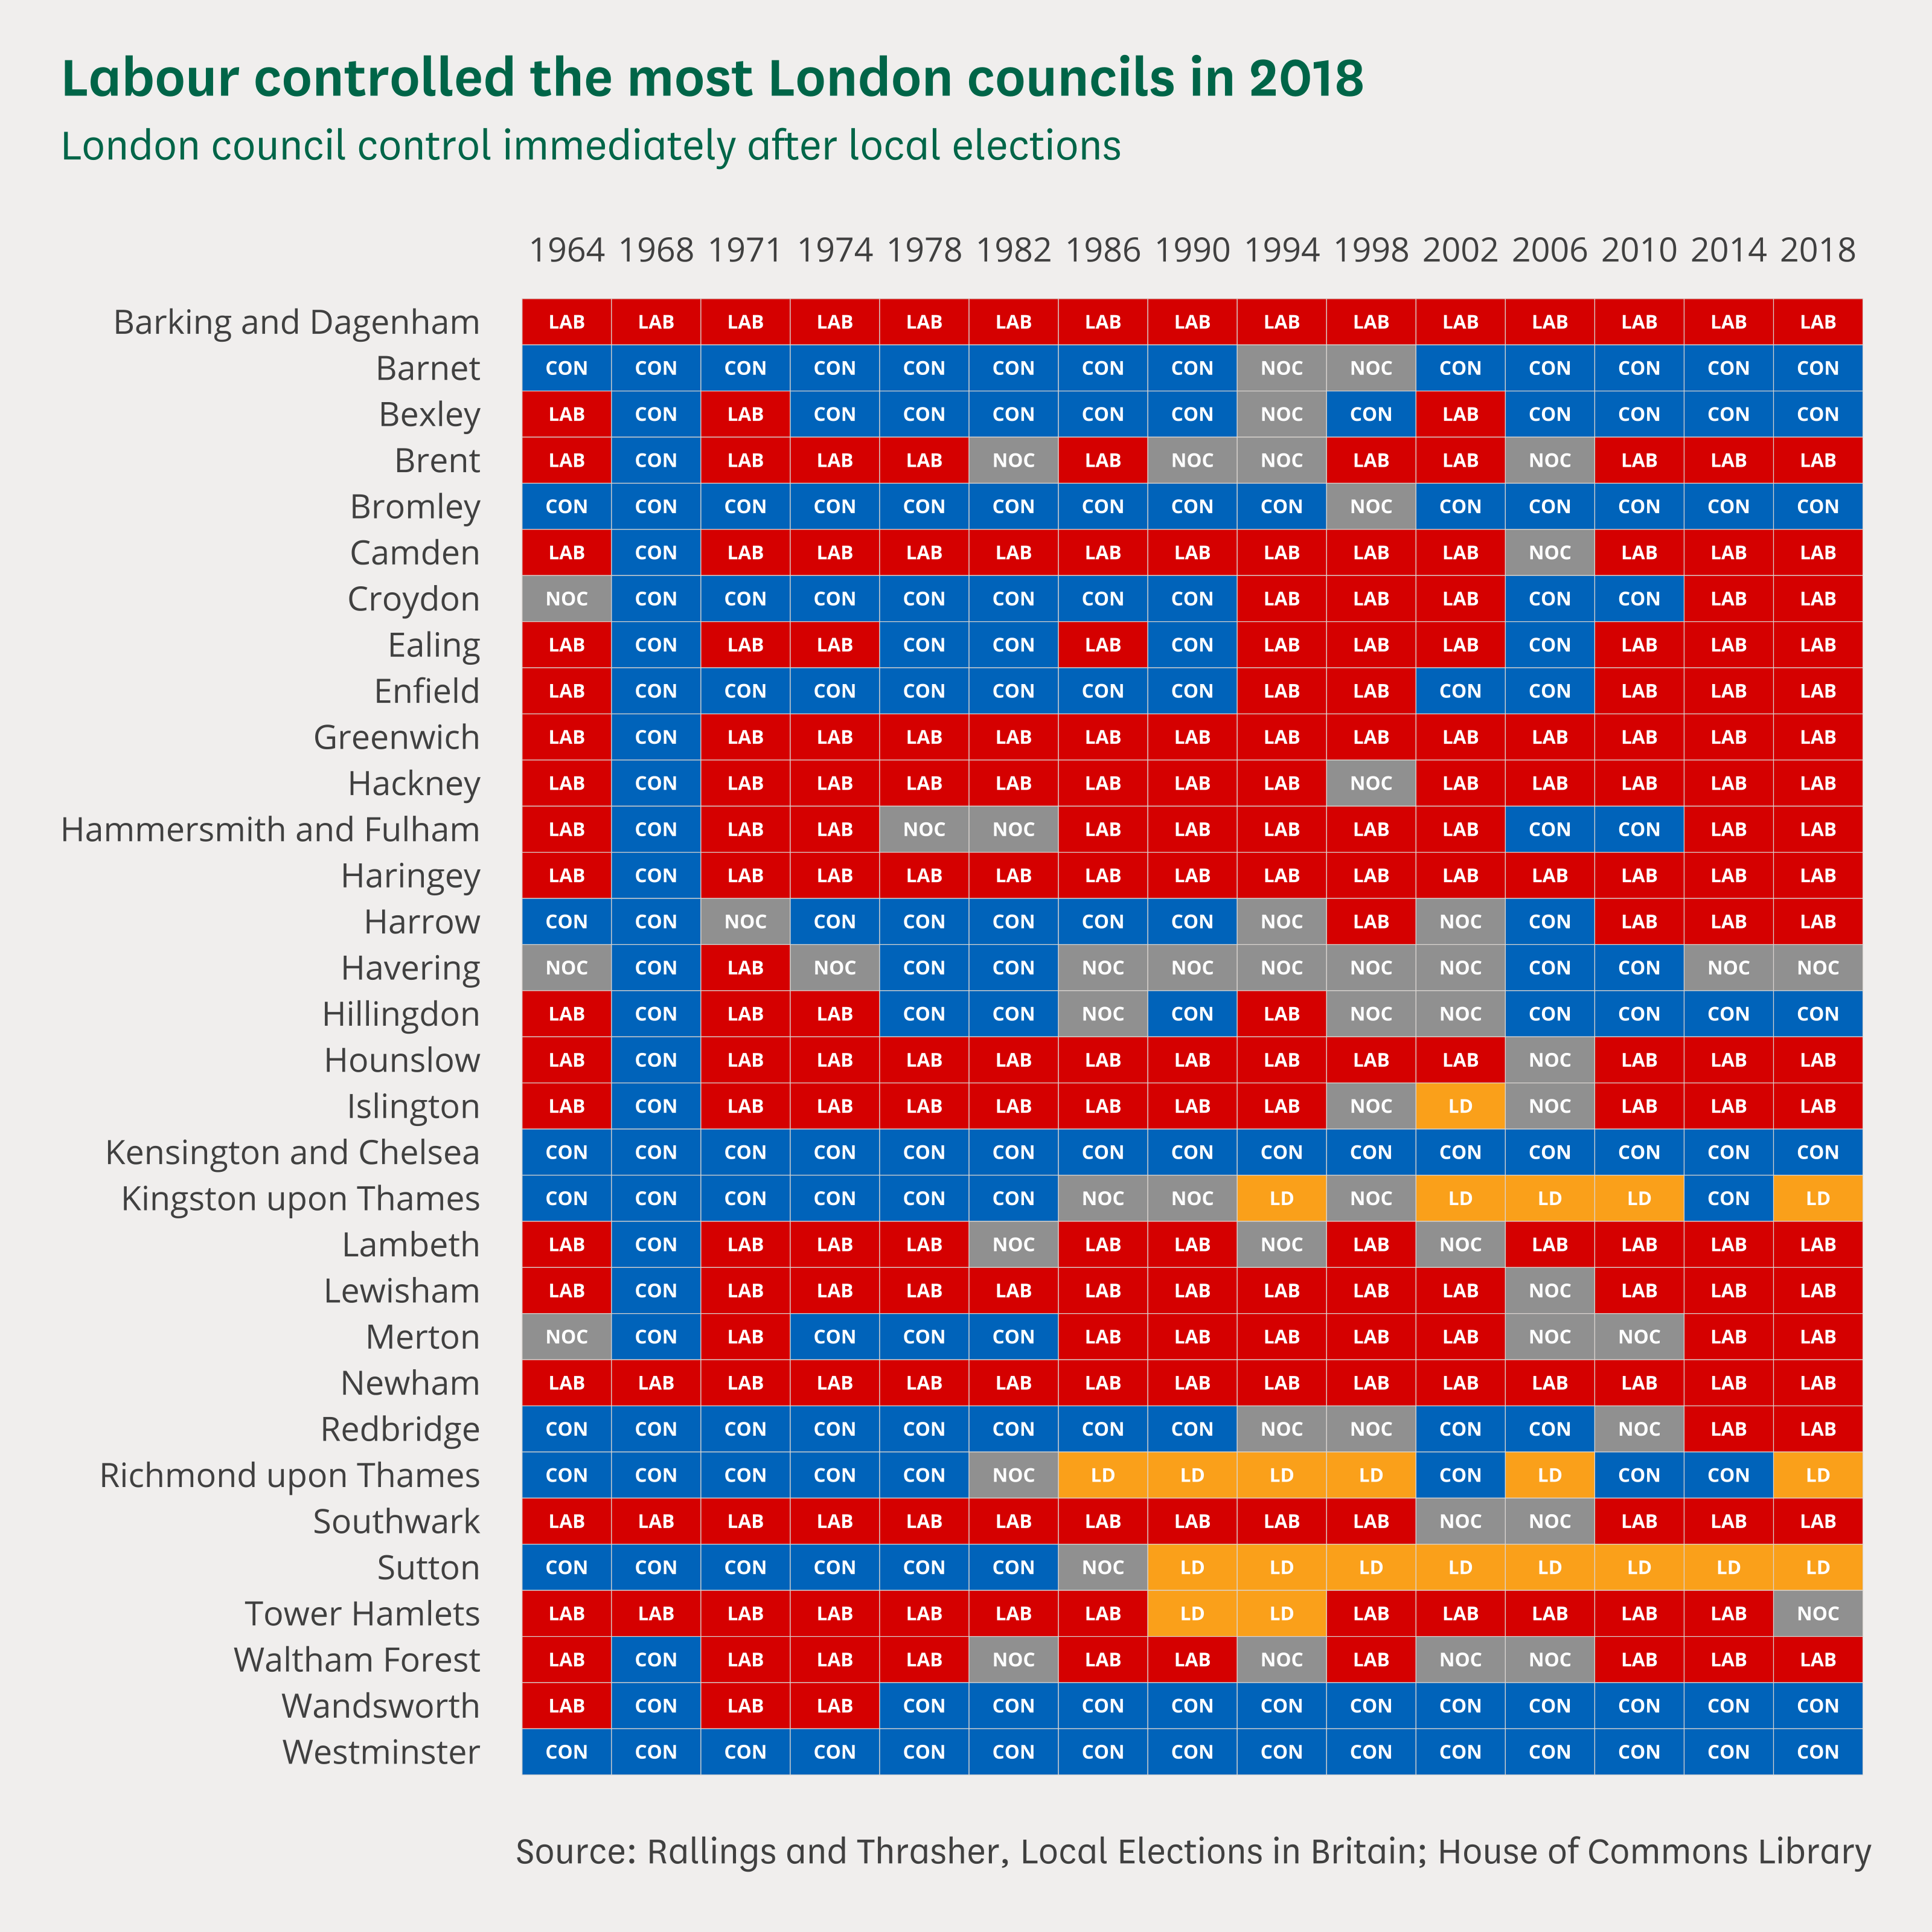 Labour controlled the most London councils in 2018
London council control immediately after local elections
1964 1968 1971 1974 1978 1982 1986 1990 1994 1998 2002 2006 2010 2014 2018
Barking and Dagenham LAB LAB LAB LAB LAB LAB LAB LAB LAB LAB LAB LAB LAB LAB LAB
Barnet CON CON CON CON CON CON CON CON NOC NOC CON CON CON CON CON
Bexley LAB CON LAB CON CON CON CON CON NOC CON LAB CON CON CON CON
Brent LAB CON LAB LAB LAB NOC LAB NOC NOC LAB LAB NOC LAB LAB LAB
Bromley CON CON CON CON CON CON CON CON CON NOC CON CON CON CON CON
Camden LAB CON LAB LAB LAB LAB LAB LAB LAB LAB LAB NOC LAB LAB LAB
Croydon NOC CON CON CON CON CON CON CON LAB LAB LAB CON CON LAB LAB
Ealing LAB CON LAB LAB CON CON LAB CON LAB LAB LAB CON LAB LAB LAB
Enfield LAB CON CON CON CON CON CON CON LAB LAB CON CON LAB LAB LAB
Greenwich LAB CON LAB LAB LAB LAB LAB LAB LAB LAB LAB LAB LAB LAB LAB
Hackney LAB CON LAB LAB LAB LAB LAB LAB LAB NOC LAB LAB LAB LAB LAB
Hammersmith and Fulham LAB CON LAB LAB NOC NOC LAB LAB LAB LAB LAB CON CON LAB LAB
Haringey LAB CON LAB LAB LAB LAB LAB LAB LAB LAB LAB LAB LAB LAB LAB
Harrow CON CON NOC CON CON CON CON CON NOC LAB NOC CON LAB LAB LAB
Havering NOC CON LAB NOC CON CON NOC NOC NOC NOC NOC CON CON NOC NOC
Hillingdon LAB CON LAB LAB CON CON NOC CON LAB NOC NOC CON CON CON CON
Hounslow LAB CON LAB LAB LAB LAB LAB LAB LAB LAB LAB NOC LAB LAB LAB
Islington LAB CON LAB LAB LAB LAB LAB LAB LAB NOC LD NOC LAB LAB LAB
Kensington and Chelsea CON CON CON CON CON CON CON CON CON CON CON CON CON CON CON
Kingston upon Thames CON CON CON CON CON CON NOC NOC LD NOC LD LD LD CON LD
Lambeth LAB CON LAB LAB LAB NOC LAB LAB NOC LAB NOC LAB LAB LAB LAB
Lewisham LAB CON LAB LAB LAB LAB LAB LAB LAB LAB LAB NOC LAB LAB LAB
Merton NOC CON LAB CON CON CON LAB LAB LAB LAB LAB NOC NOC LAB LAB
Newham LAB LAB LAB LAB LAB LAB LAB LAB LAB LAB LAB LAB LAB LAB LAB
Redbridge CON CON CON CON CON CON CON CON NOC NOC CON CON NOC LAB LAB
Richmond upon Thames CON CON CON CON CON NOC LD LD LD LD CON LD CON CON LD
Southwark LAB LAB LAB LAB LAB LAB LAB LAB LAB LAB NOC NOC LAB LAB LAB
Sutton CON CON CON CON CON CON NOC LD LD LD LD LD LD LD LD
Tower Hamlets LAB LAB LAB LAB LAB LAB LAB LD LD LAB LAB LAB LAB LAB NOC
Waltham Forest LAB CON LAB LAB LAB NOC LAB LAB NOC LAB NOC NOC LAB LAB LAB
Wandsworth LAB CON LAB LAB CON CON CON CON CON CON CON CON CON CON CON
Westminster CON CON CON CON CON CON CON CON CON CON CON CON CON CON CON
Source: Rallings and Thrasher, Local Elections in Britain; House of Commons Library